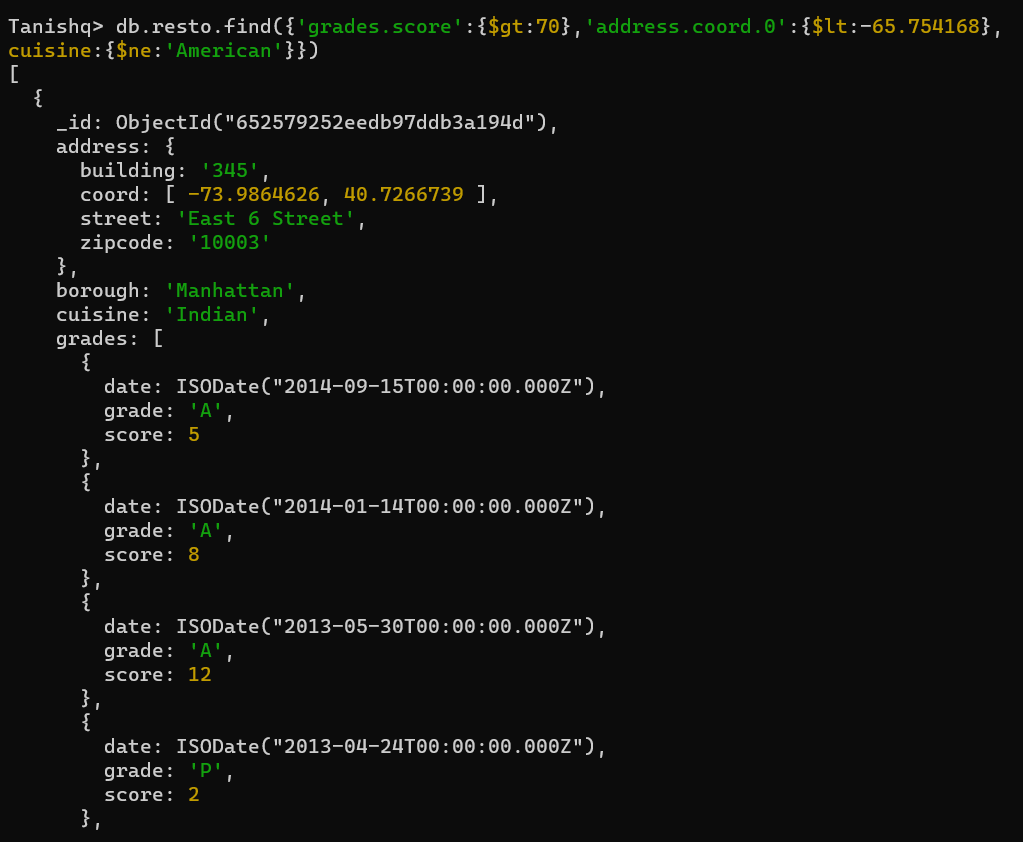 Tanishq> db.resto.find({'grades.score':{$gt:70},'address.coord.0':{$lt:-65.754168},
cuisine:{$ne:'American'}})
[
  {
    _id: ObjectId("652579252eedb97ddb3a194d"),
    address: {
      building: '345',
      coord: [ -73.9864626, 40.7266739 ],
      street: 'East 6 Street',
      zipcode: '10003'
    },
    borough: 'Manhattan',
    cuisine: 'Indian',
    grades: [
      {
        date: ISODate("2014-09-15T00:00:00.000Z"),
        grade: 'A',
        score: 5
      },
      {
        date: ISODate("2014-01-14T00:00:00.000Z"),
        grade: 'A',
        score: 8
      },
      {
        date: ISODate("2013-05-30T00:00:00.000Z"),
        grade: 'A',
        score: 12
      },
      {
        date: ISODate("2013-04-24T00:00:00.000Z"),
        grade: 'P',
        score: 2
      },